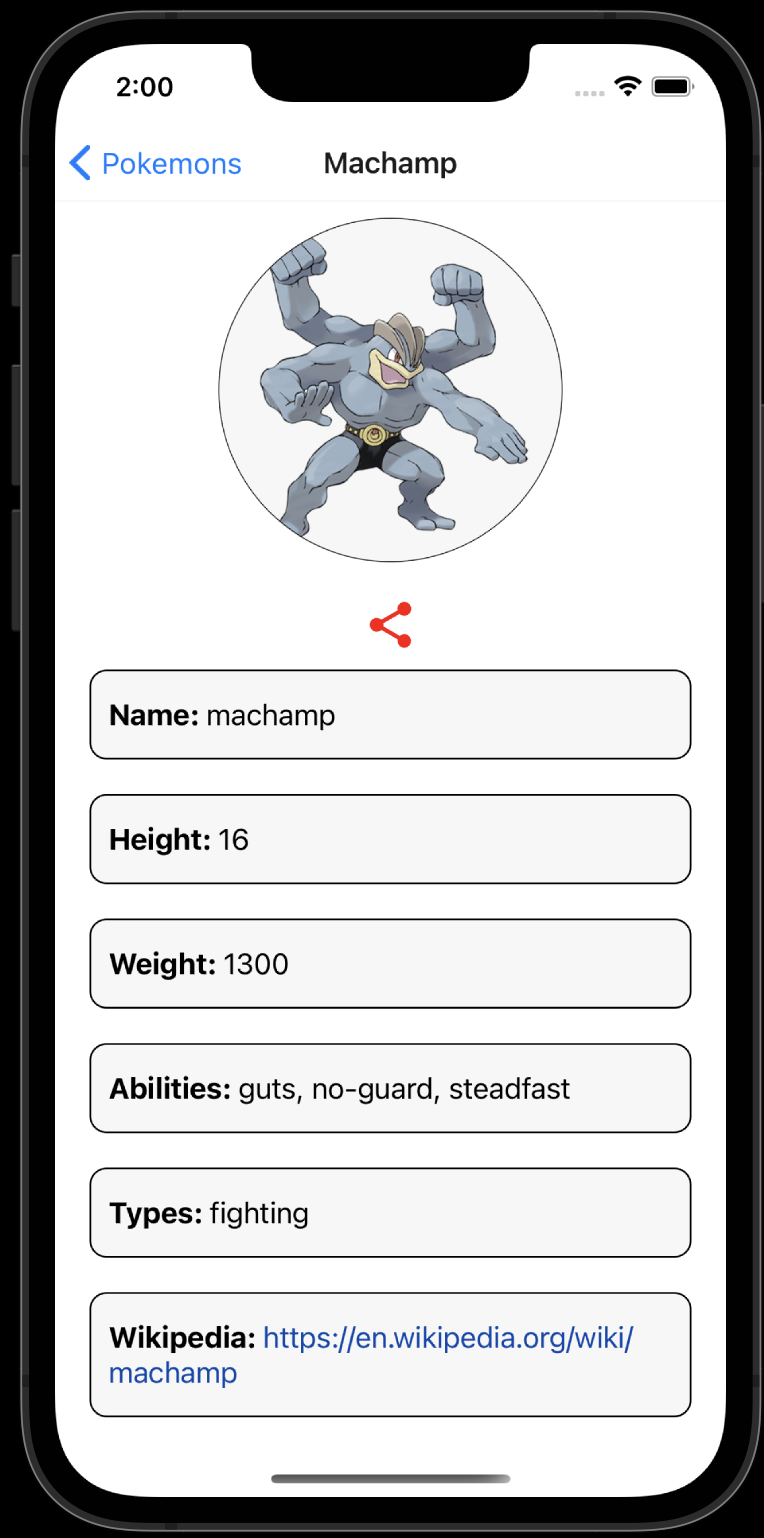 2:00
Pokemons
Machamp
Name: machamp
Height: 16
Weight: 1300
Abilities: guts, no-guard, steadfast
Types: fighting
Wikipedia: https://en.wikipedia.org/wiki/
machamp